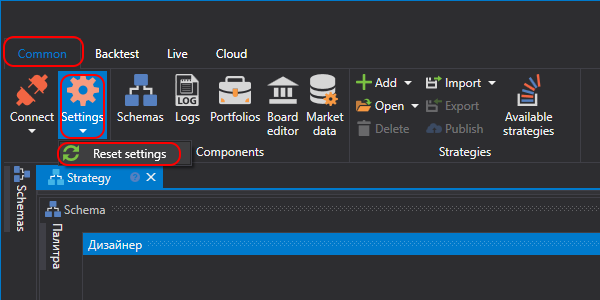 Common Backtest Live Cloud
Connect Settings Schemas Logs Portfolios Board editor Market data
LOG
Add Import
Open Export
Delete Publish
Available strategies
Reset settings
Components Strategies
Schemas
Strategy
Schema
Палитра
Дизайнер